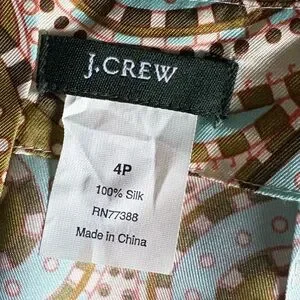 J.CREW
4P
100% Silk
RN77388
Made in China